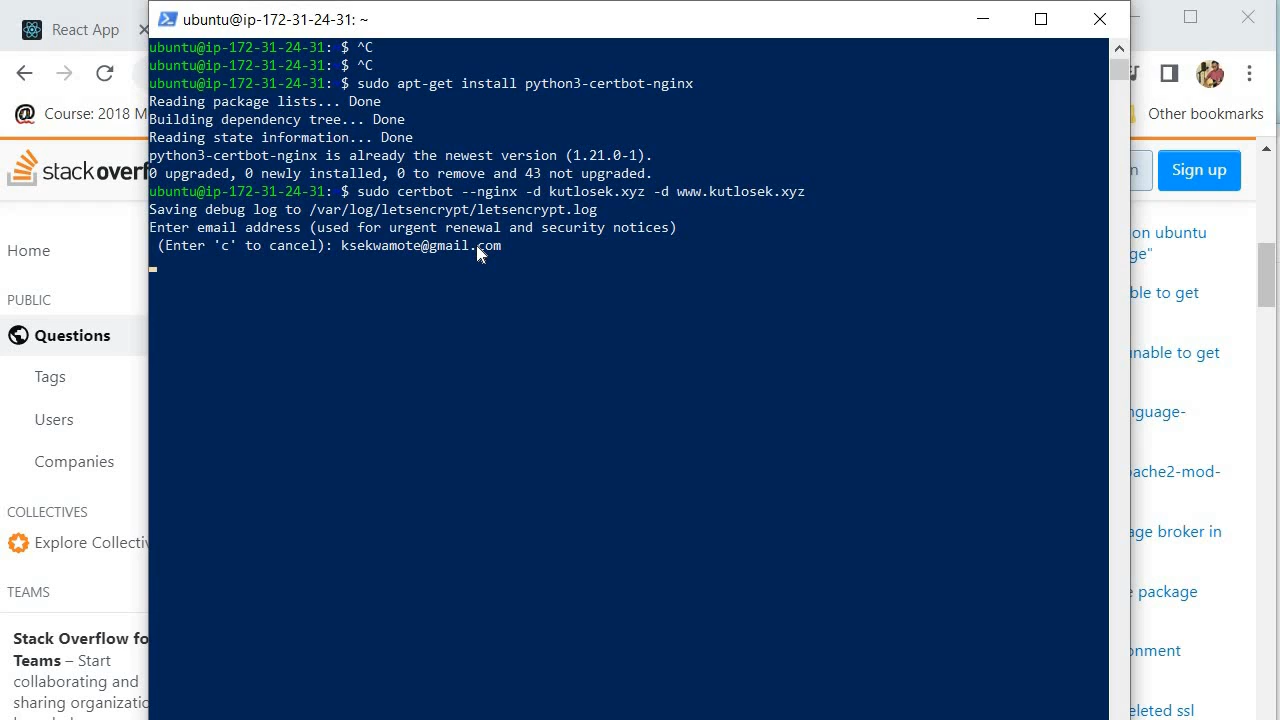 React App
ubuntu@ip-172-31-24-31: ~
Course: 2018 M
Other bookmarks
ubuntu@ip-172-31-24-31: $ ^C
ubuntu@ip-172-31-24-31: $ ^C
ubuntu@ip-172-31-24-31: $ sudo apt-get install python3-certbot-nginx
Reading package lists... Done
Building dependency tree... Done
Reading state information... Done
python3-certbot-nginx is already the newest version (1.21.0-1).
0 upgraded, 0 newly installed, 0 to remove and 43 not upgraded.
ubuntu@ip-172-31-24-31: $ sudo certbot --nginx -d kutlosek.xyz -d www.kutlosek.xyz
Saving debug log to /var/log/letsencrypt/letsencrypt.log
Enter email address (used for urgent renewal and security notices)
(Enter 'c' to cancel): ksekwamote@gmail.com
stack overf
Home
PUBLIC
Questions
Tags
Users
Companies
COLLECTIVES
Explore Collectiv
TEAMS
Stack Overflow fo
Teams – Start
collaborating and
sharing organizatio
n
Sign up
on ubuntu
ge"
ble to get
unable to get
nguage-
ache2-mod-
age broker in
e package
onment
eleted ssl